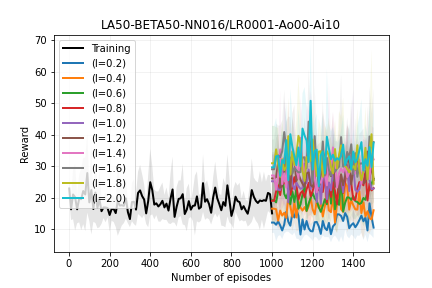 LA50-BETA50-NN016/LR0001-Ao00-Ai10
70
60
50
40
30
20
10
Reward
Training
(l=0.2)
(l=0.4)
(l=0.6)
(l=0.8)
(l=1.0)
(l=1.2)
(l=1.4)
(l=1.6)
(l=1.8)
(l=2.0)
0 200 400 600 800 1000 1200 1400
Number of episodes